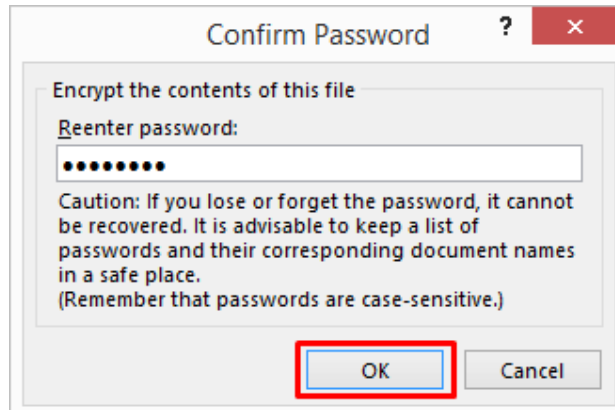 Confirm Password
?
×
Encrypt the contents of this file
Reenter password:
••••••••
Caution: If you lose or forget the password, it cannot
be recovered. It is advisable to keep a list of
passwords and their corresponding document names
in a safe place.
(Remember that passwords are case-sensitive.)
OK
Cancel